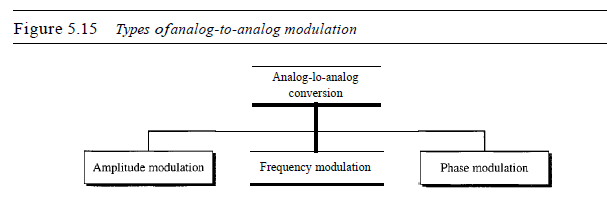 Figure 5.15 Types ofanalog-to-analog modulation
Analog-lo-analog
conversion
Amplitude modulation
Frequency modulation
Phase modulation